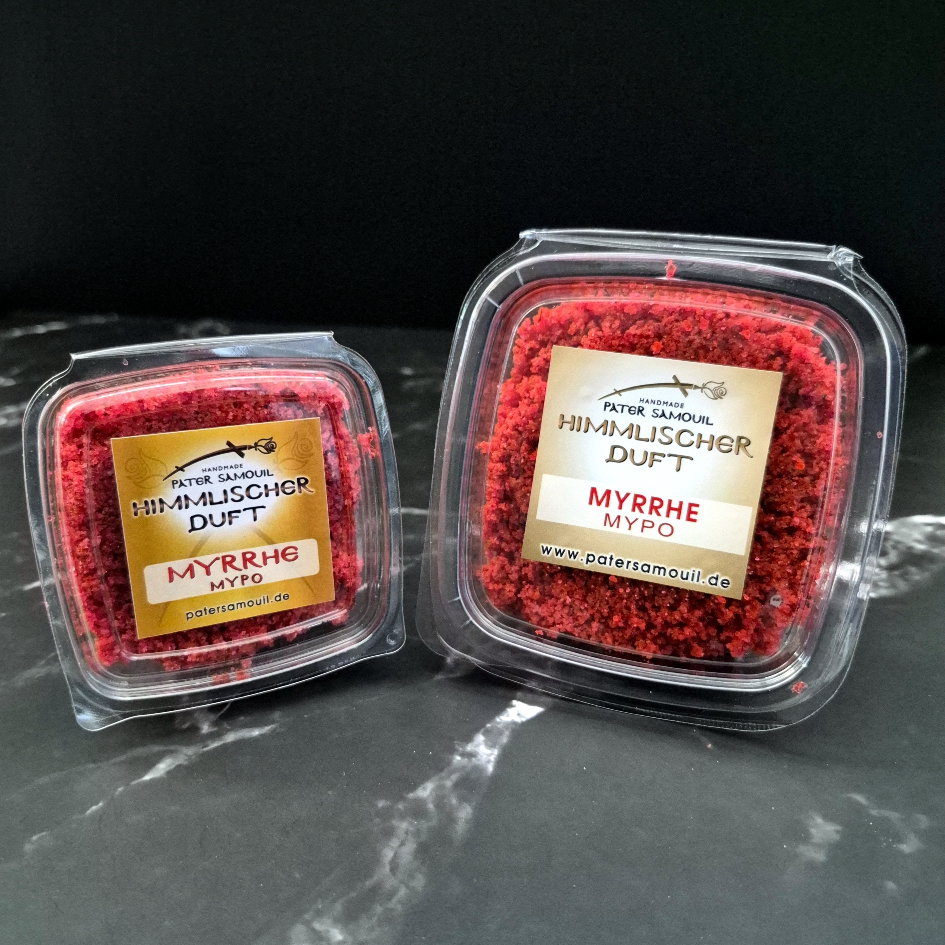 HANDMADE
PATER SAMOUIL
HIMMLISCHER
DUFT
MYRRHE
ΜΥΡΟ
patersamouil.de
HANDMADE
PATER SAMOUIL
HIMMLISCHER
DUFT
MYRRHE
ΜΥΡΟ
www.patersamouil.de